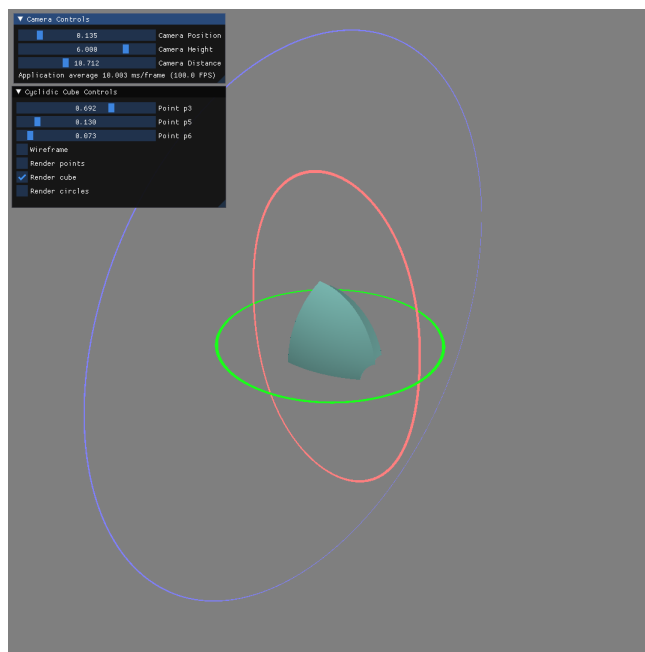 Camera Controls
0.135 Camera Position
6.000 Camera Height
18.712 Camera Distance
Application average 10.003 ms/frame (100.0 FPS)
Cyclidic Cube Controls
0.692 Point p3
0.130 Point p5
0.073 Point p6
Wireframe
Render points
Render cube
Render circles